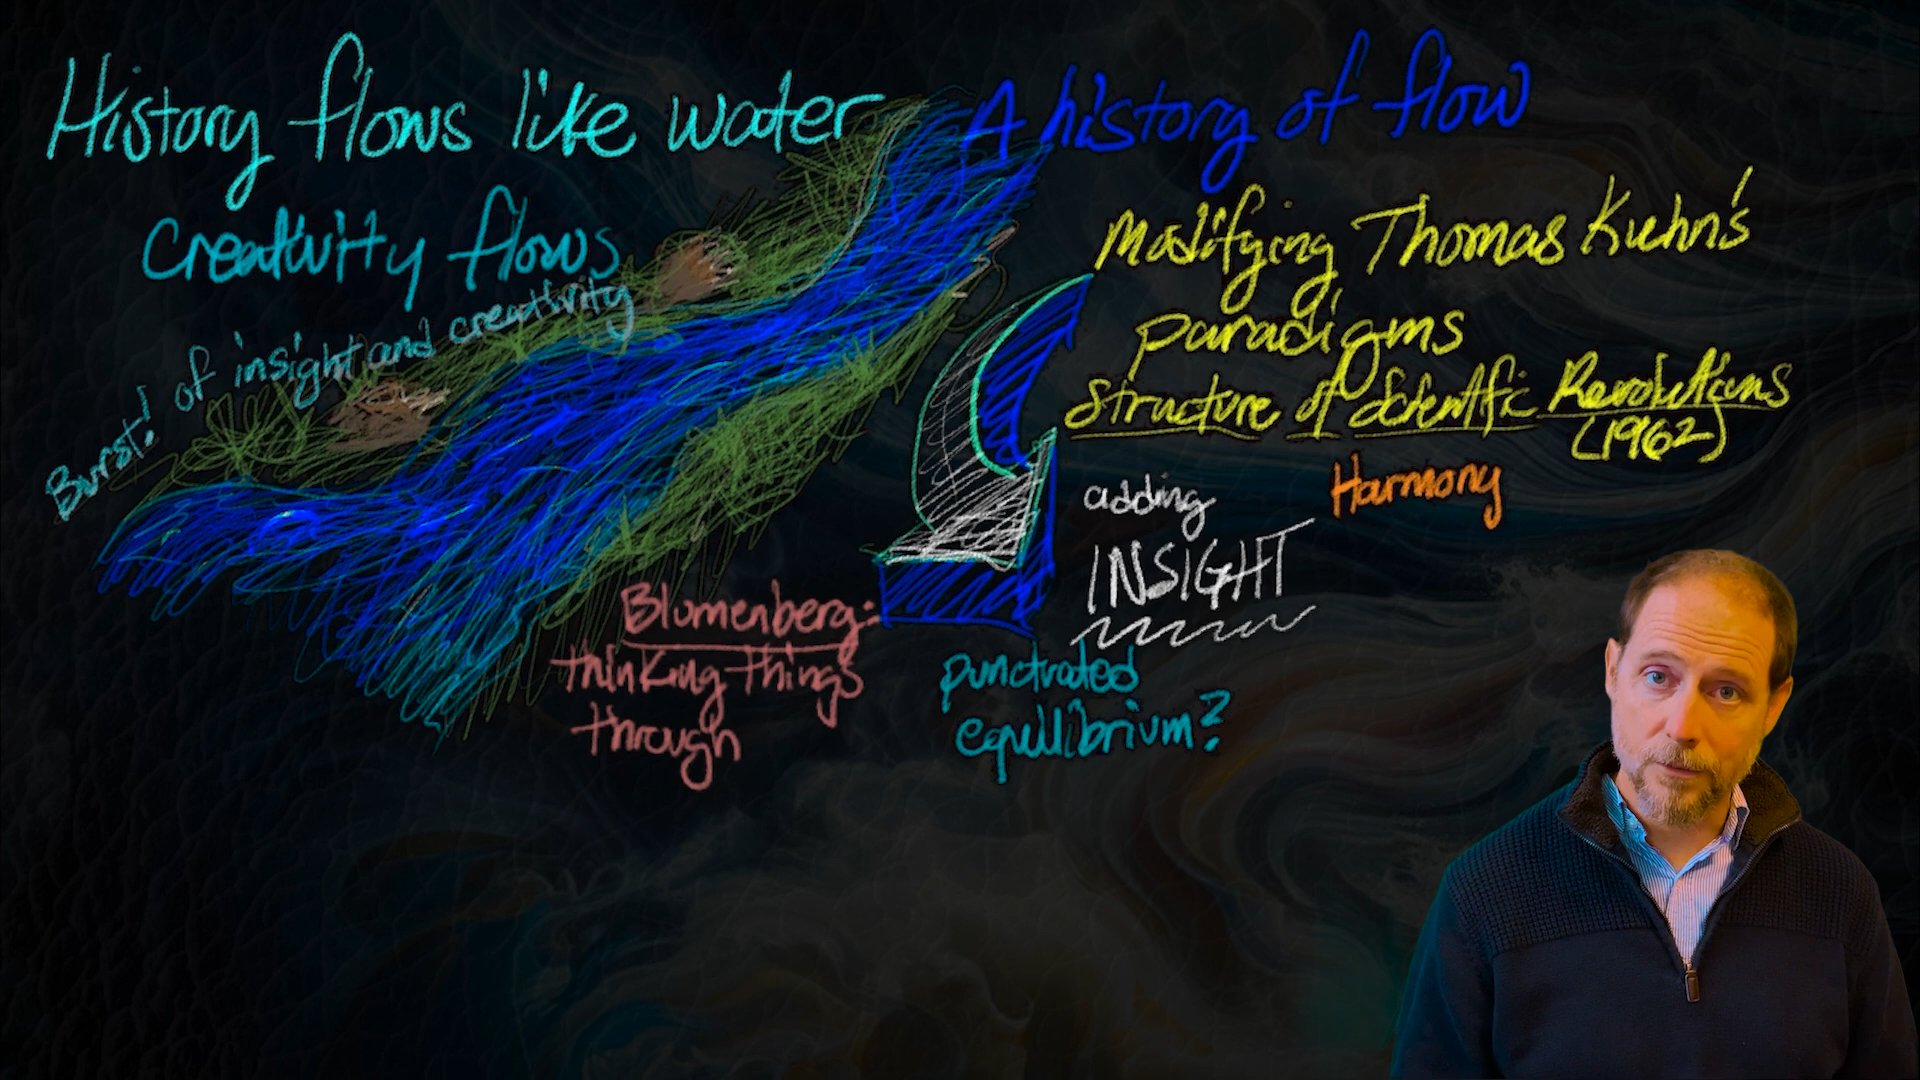 History flows like water
Creativity flows
Burst! of insight and creativity
A history of flow
Modifying Thomas Kuhn's
paradigms
Structure of Scientific Revolutions
(1962)
Harmony
adding
INSIGHT
Blumenberg:
thinking things
through
punctuated
equilibrium?